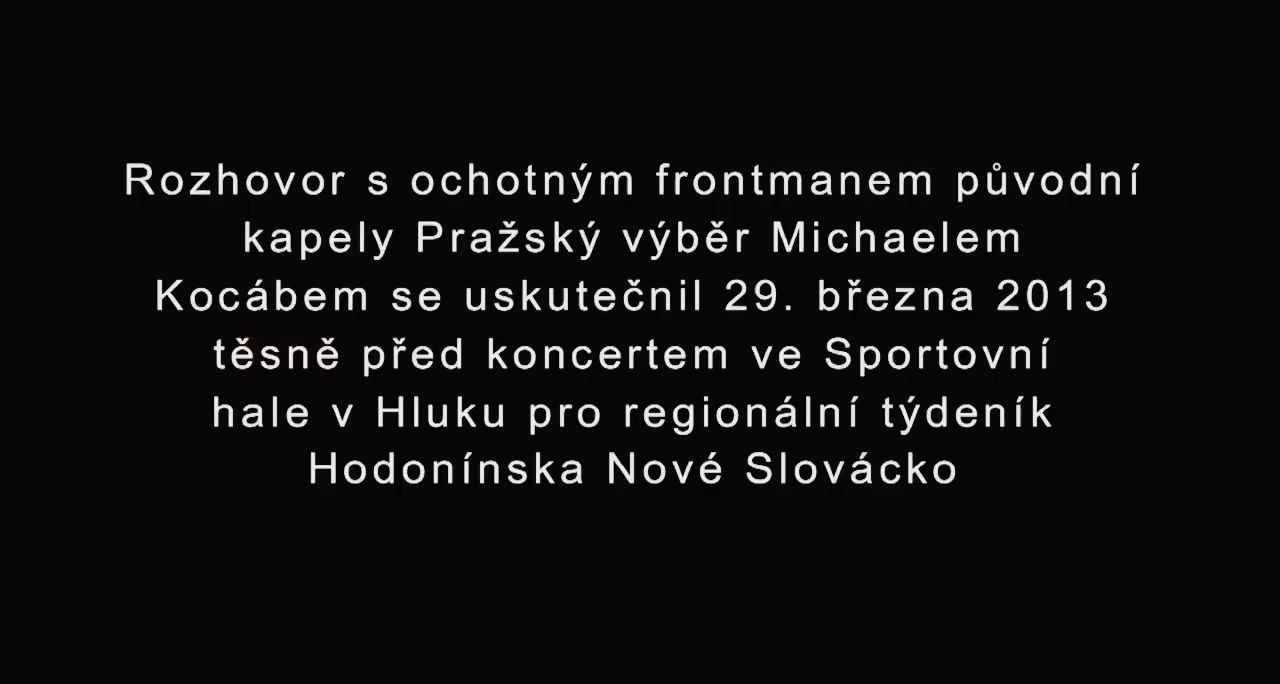 Rozhovor s ochotným frontmanem původní
kapely Pražský výběr Michaelem
Kocábem se uskutečnil 29. března 2013
těsně před koncertem ve Sportovní
hale v Hluku pro regionální týdeník
Hodonínska Nové Slovácko